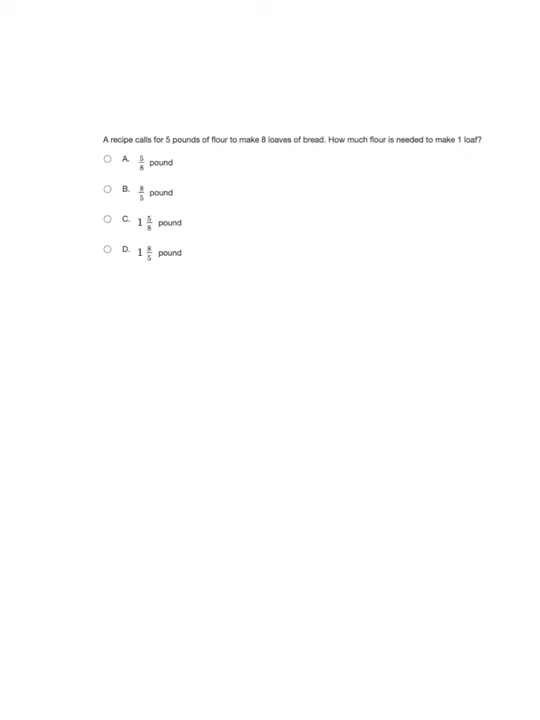 A recipe calls for 5 pounds of flour to make 8 loaves of bread. How much flour is needed to make 1 loaf?
A. 5/8 pound
B. 8/5 pound
C. 1 5/8 pound
D. 1 8/5 pound